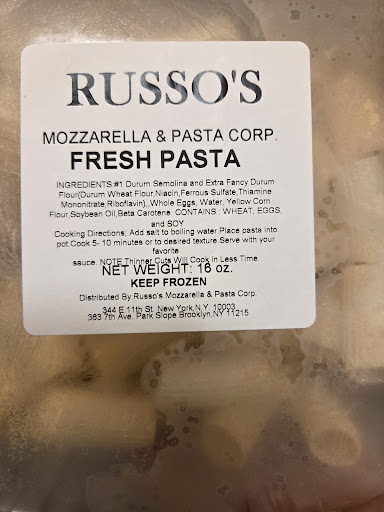 RUSSO'S
MOZZARELLA & PASTA CORP.
FRESH PASTA
INGREDIENTS:#1 Durum Semolina and Extra Fancy Durum
Flour(Durum Wheat Flour,Niacin,Ferrous Sulfate,Thiamine
Mononitrate,Riboflavin),,Whole Eggs, Water, Yellow Corn
Flour,Soybean Oil,Beta Carotene  CONTAINS : WHEAT, EGGS,
and SOY
Cooking Directions; Add salt to boiling water.Place pasta into
pot.Cook 5- 10 minutes or to desired texture.Serve with your
favorite
sauce. NOTE:Thinner Cuts Will Cook in Less Time.
NET WEIGHT: 16 oz.
KEEP FROZEN
Distributed By Russo's Mozzarella & Pasta Corp.
344 E.11th St. New York,N.Y. 10003
363 7th Ave. Park Slope Brooklyn,NY 11215